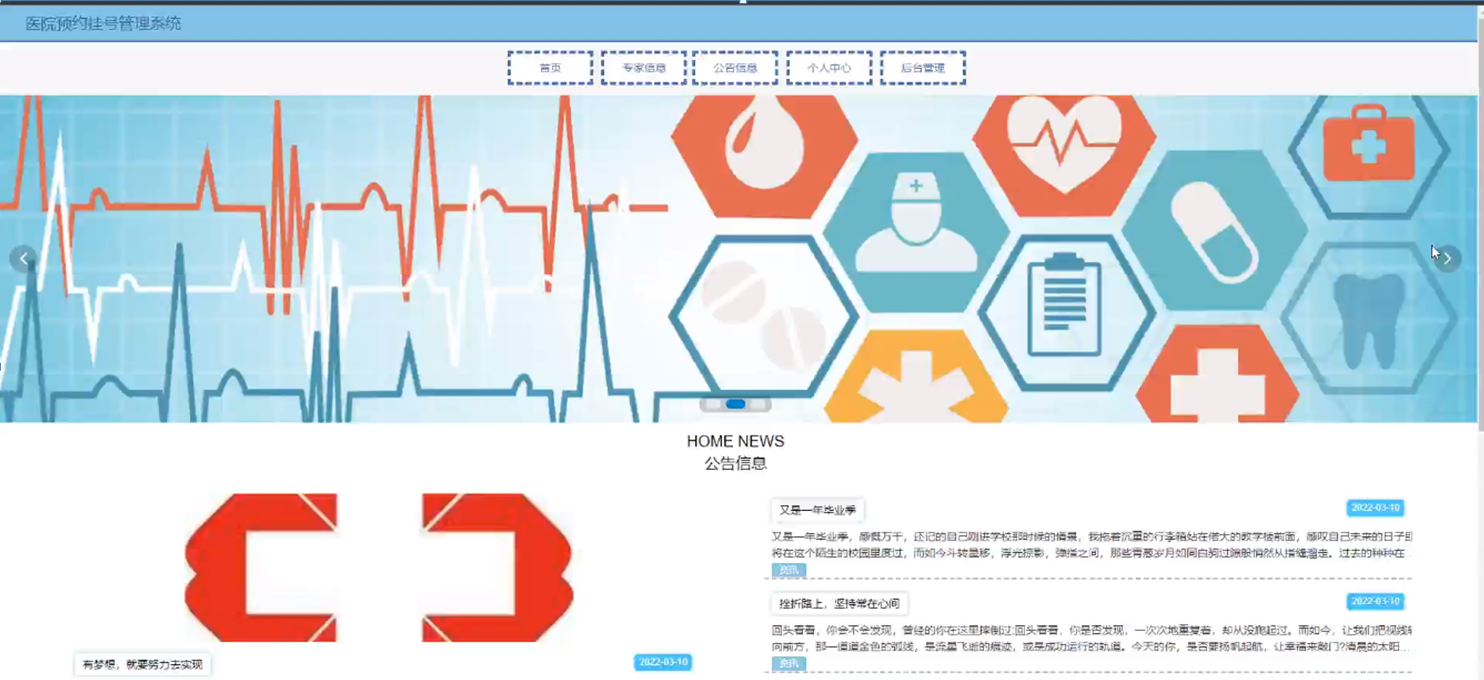 医院预约挂号管理系统
首页
专家信息
公告信息
个人中心
后台管理
HOME NEWS
公告信息
有梦想，就要努力去实现
2022-03-10
又是一年毕业季
2022-03-10
又是一年毕业季，感慨万千，还记的自己刚进学校那时候的情景，我拖着沉重的行李箱站在偌大的教学楼前面，感叹自己未来的日子即
将在这个陌生的校园里度过，而如今斗转星移，浮光掠影，弹指之间，那些青葱岁月如同白驹过隙般悄然从指缝溜走。过去的种种在
资讯
挫折路上，坚持常在心间
2022-03-10
回头看看，你会不会发现，曾经的你在这里摔倒过;回头看看，你是否发现，一次次地重复着，却从没爬起过。而如今，让我们把视线转
向前方，那一道道金色的弧线，是流星飞逝的痕迹，或是成功运行的轨道。今天的你，是否要扬帆起航，让幸福来敲门?清晨的太阳...
资讯